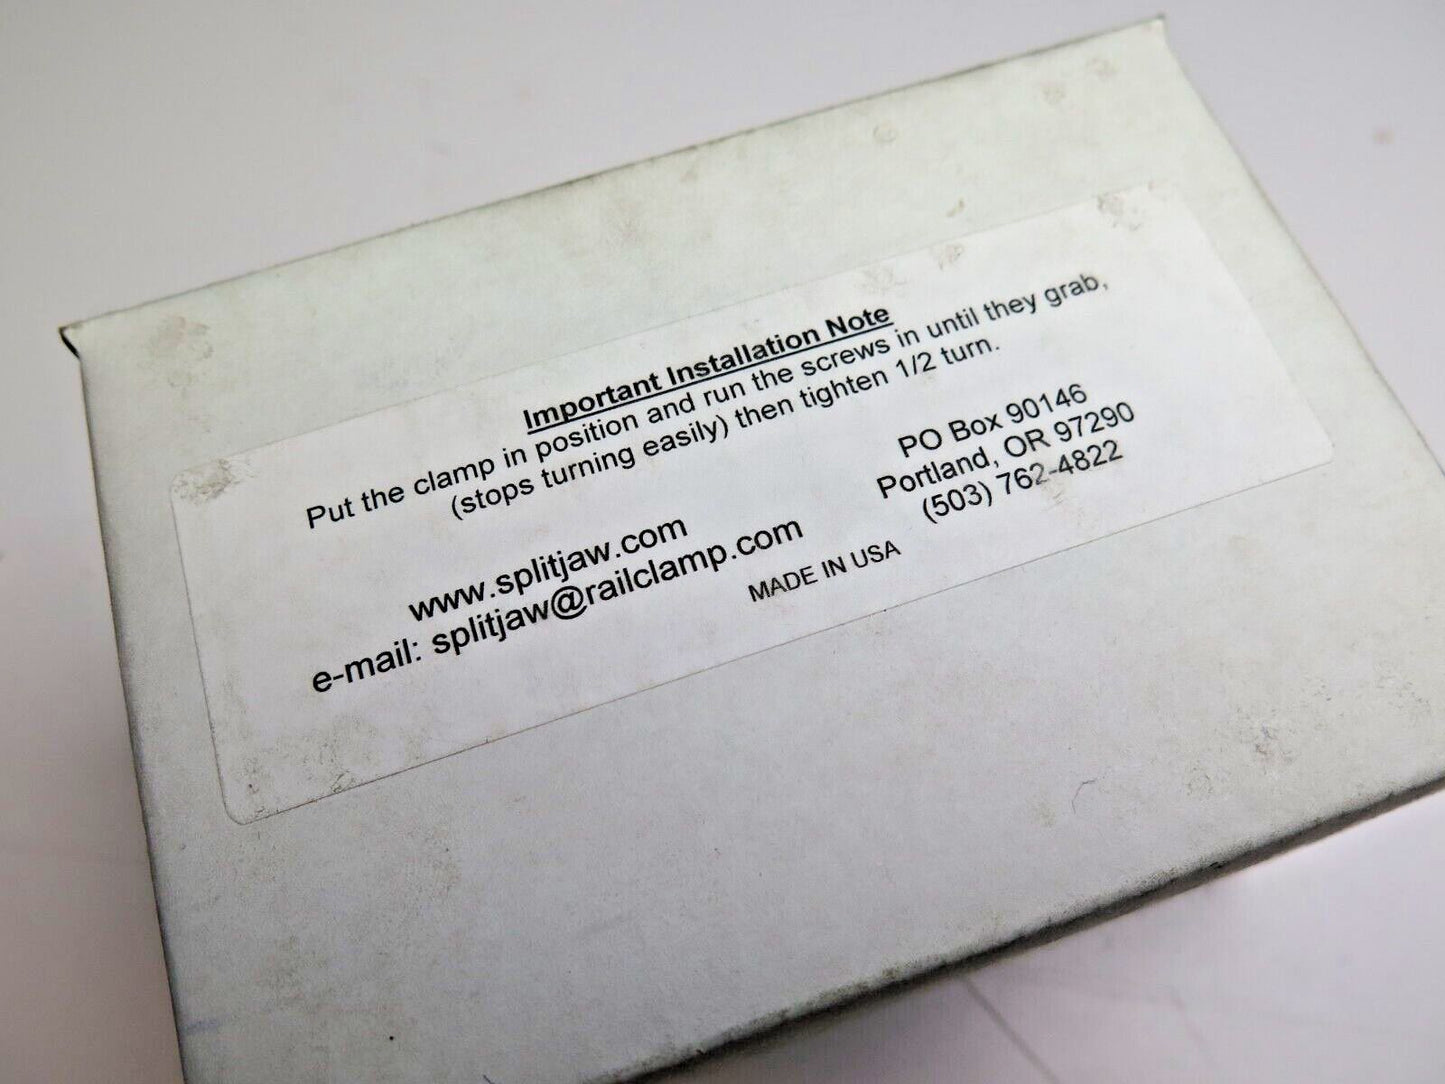 Important Installation Note
Put the clamp in position and run the screws in until they grab,
(stops turning easily) then tighten 1/2 turn.
www.splitjaw.com
e-mail: splitjaw@railclamp.com
PO Box 90146
Portland, OR 97290
(503) 762-4822
MADE IN USA